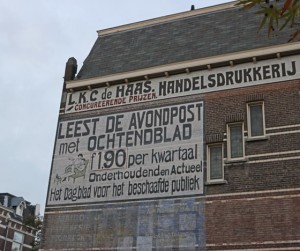 L.K.C. de HAAS, HANDELSDRUKKERIJ
CONCUREERENDE PRIJZEN
LEEST DE AVONDPOST
met OCHTENDBLAD
f1.90 per kwartaal
Onderhoudend en Actueel
Het Dagblad voor het beschaafde publiek